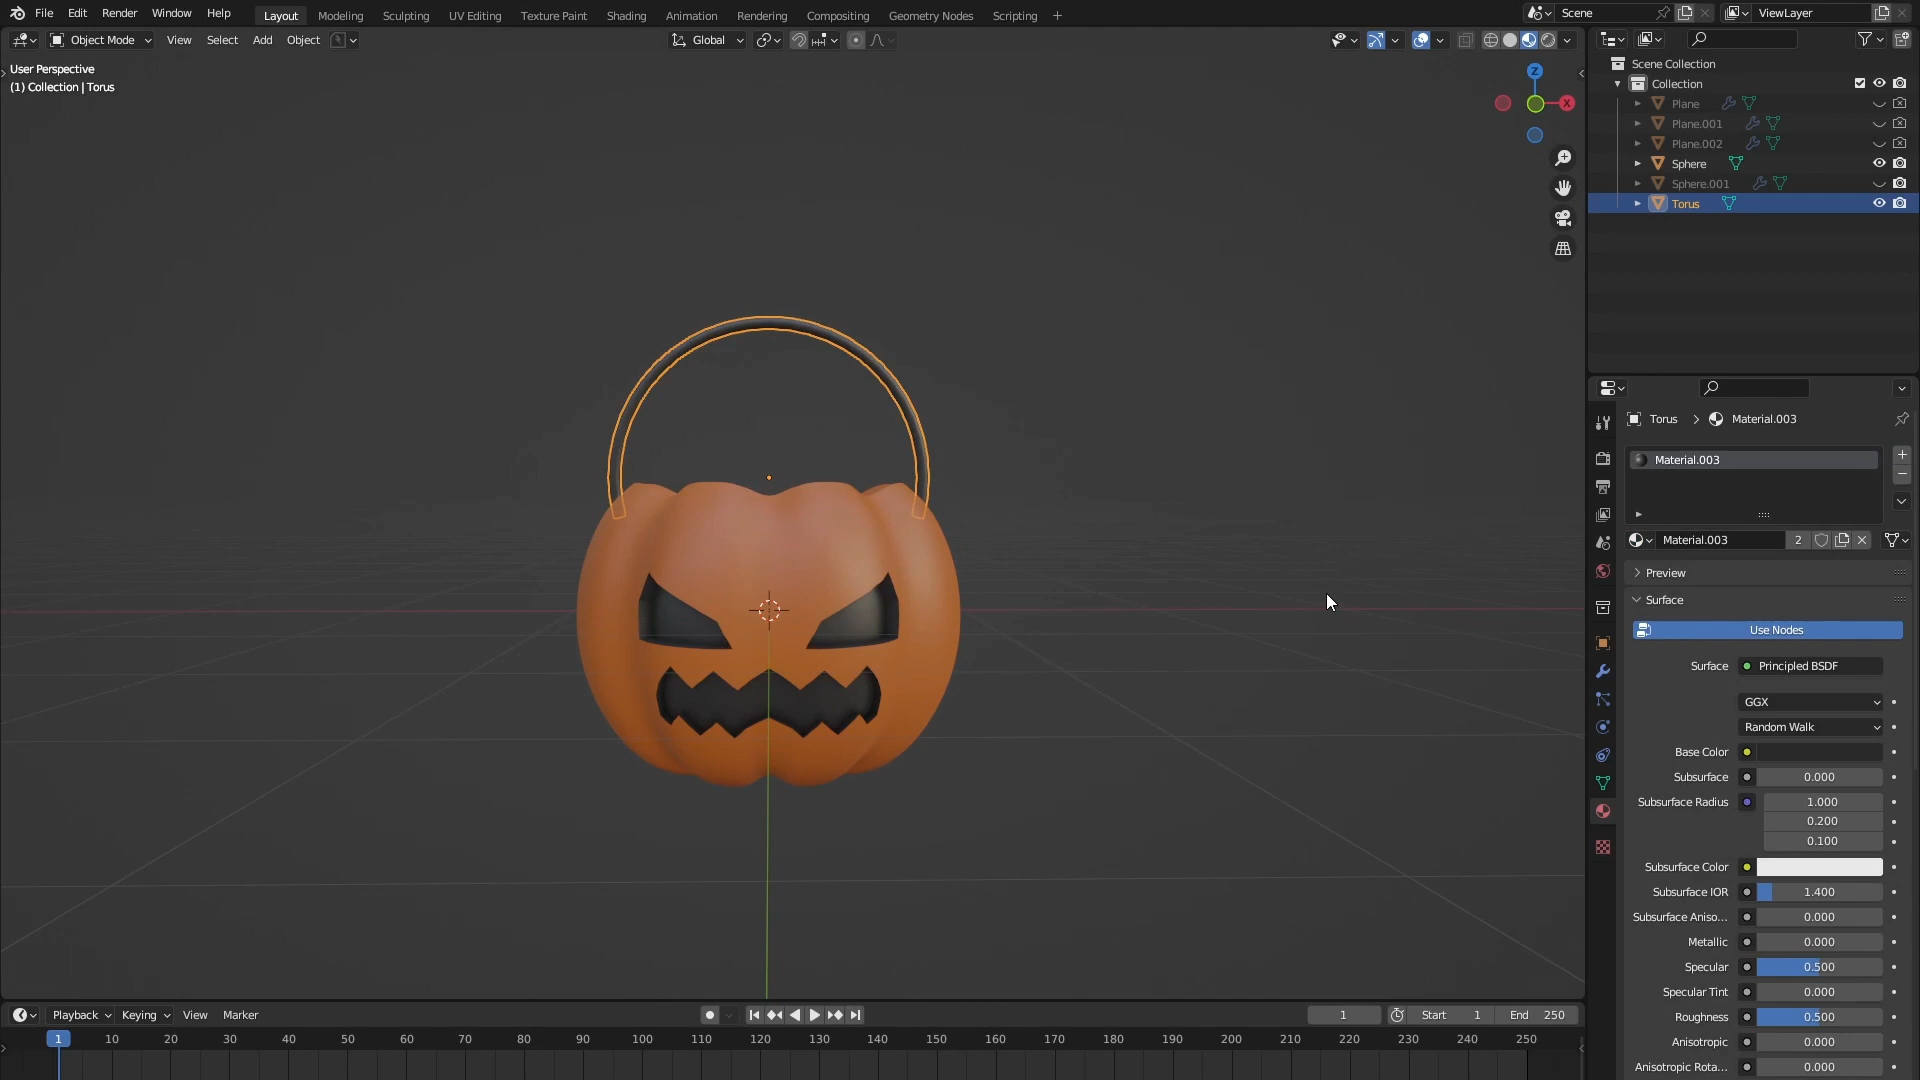 File Edit Render Window Help Layout Modeling Sculpting UV Editing Texture Paint Shading Animation Rendering Compositing Geometry Nodes Scripting + Scene ViewLayer
Object Mode View Select Add Object Global
User Perspective
(1) Collection | Torus
Z
X
Scene Collection
Collection
Plane
Plane.001
Plane.002
Sphere
Sphere.001
Torus
Torus > Material.003
Material.003
Material.003 2
Preview
Surface
Use Nodes
Surface Principled BSDF
GGX
Random Walk
Base Color
Subsurface 0.000
Subsurface Radius 1.000
0.200
0.100
Subsurface Color
Subsurface IOR 1.400
Subsurface Aniso... 0.000
Metallic 0.000
Specular 0.500
Specular Tint 0.000
Roughness 0.500
Anisotropic 0.000
Anisotropic Rota... 0.000
Playback Keying View Marker 1 Start 1 End 250
1 10 20 30 40 50 60 70 80 90 100 110 120 130 140 150 160 170 180 190 200 210 220 230 240 250